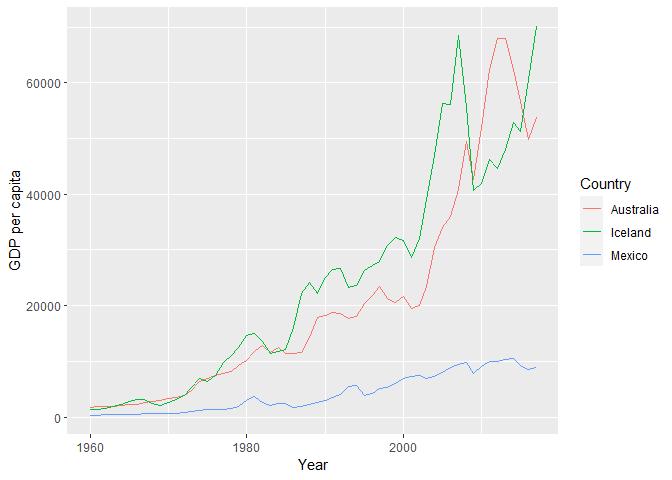 60000
40000
20000
0
GDP per capita
1960
1980
2000
Year
Country
Australia
Iceland
Mexico